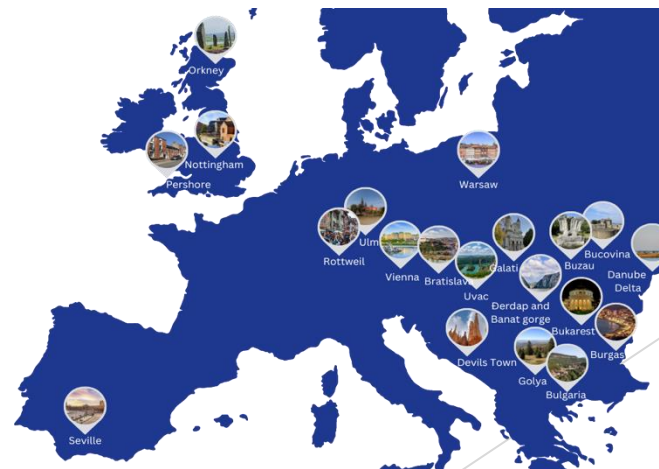 Orkney
Nottingham
Pershore
Warsaw
Ulm
Rottweil
Vienna
Bratislava
Uvac
Galati
Buzau
Bucovina
Danube
Delta
Đerdap and
Banat gorge
Bukarest
Burgas
Devils Town
Golya
Bulgaria
Seville